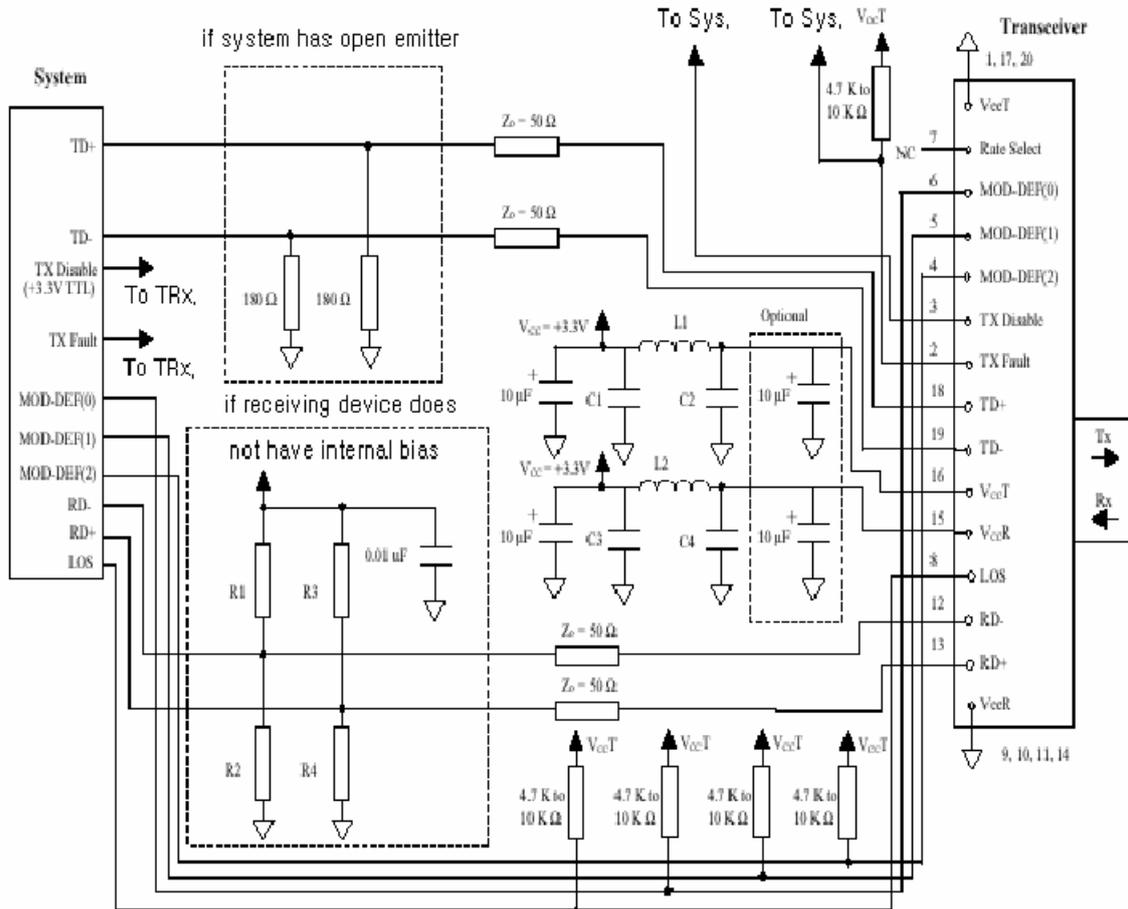 To Sys,
To Sys,
VCCT
Transceiver
if system has open emitter
1, 17, 20
System
4.7 K to
10 K Ω
VeeT
Zo = 50 Ω
TD+
7
NC
Rate Select
6
MOD-DEF(0)
Zo = 50 Ω
TD-
5
MOD-DEF(1)
TX Disable
(+3.3V TTL)
To TRx,
4
MOD-DEF(2)
180 Ω
180 Ω
3
TX Disable
VCC = +3.3V
L1
Optional
TX Fault
To TRx,
2
TX Fault
+
10 µF
C1
C2
+
10 µF
18
TD+
MOD-DEF(0)
if receiving device does
not have internal bias
MOD-DEF(1)
19
TD-
Tx
MOD-DEF(2)
VCC = +3.3V
L2
16
VCCT
RD-
Rx
RD+
+
10 µF
C3
C4
+
10 µF
15
VCCR
LOS
0.01 uF
8
LOS
R1
R3
12
RD-
Zo = 50 Ω
13
RD+
Zo = 50 Ω
VeeR
VCCT
VCCT
VCCT
VCCT
9, 10, 11, 14
R2
R4
4.7 K to
10 K Ω
4.7 K to
10 K Ω
4.7 K to
10 K Ω
4.7 K to
10 K Ω